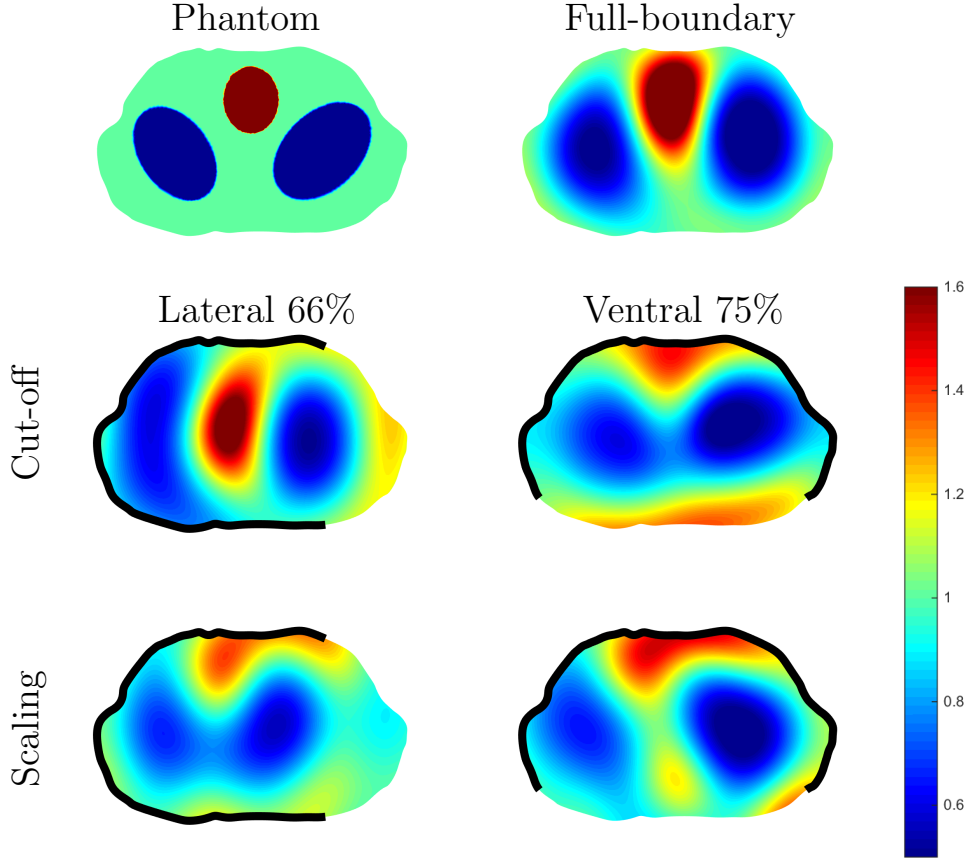 Phantom
Full-boundary
Lateral 66%
Ventral 75%
Cut-off
Scaling
1.6
1.4
1.2
1
0.8
0.6